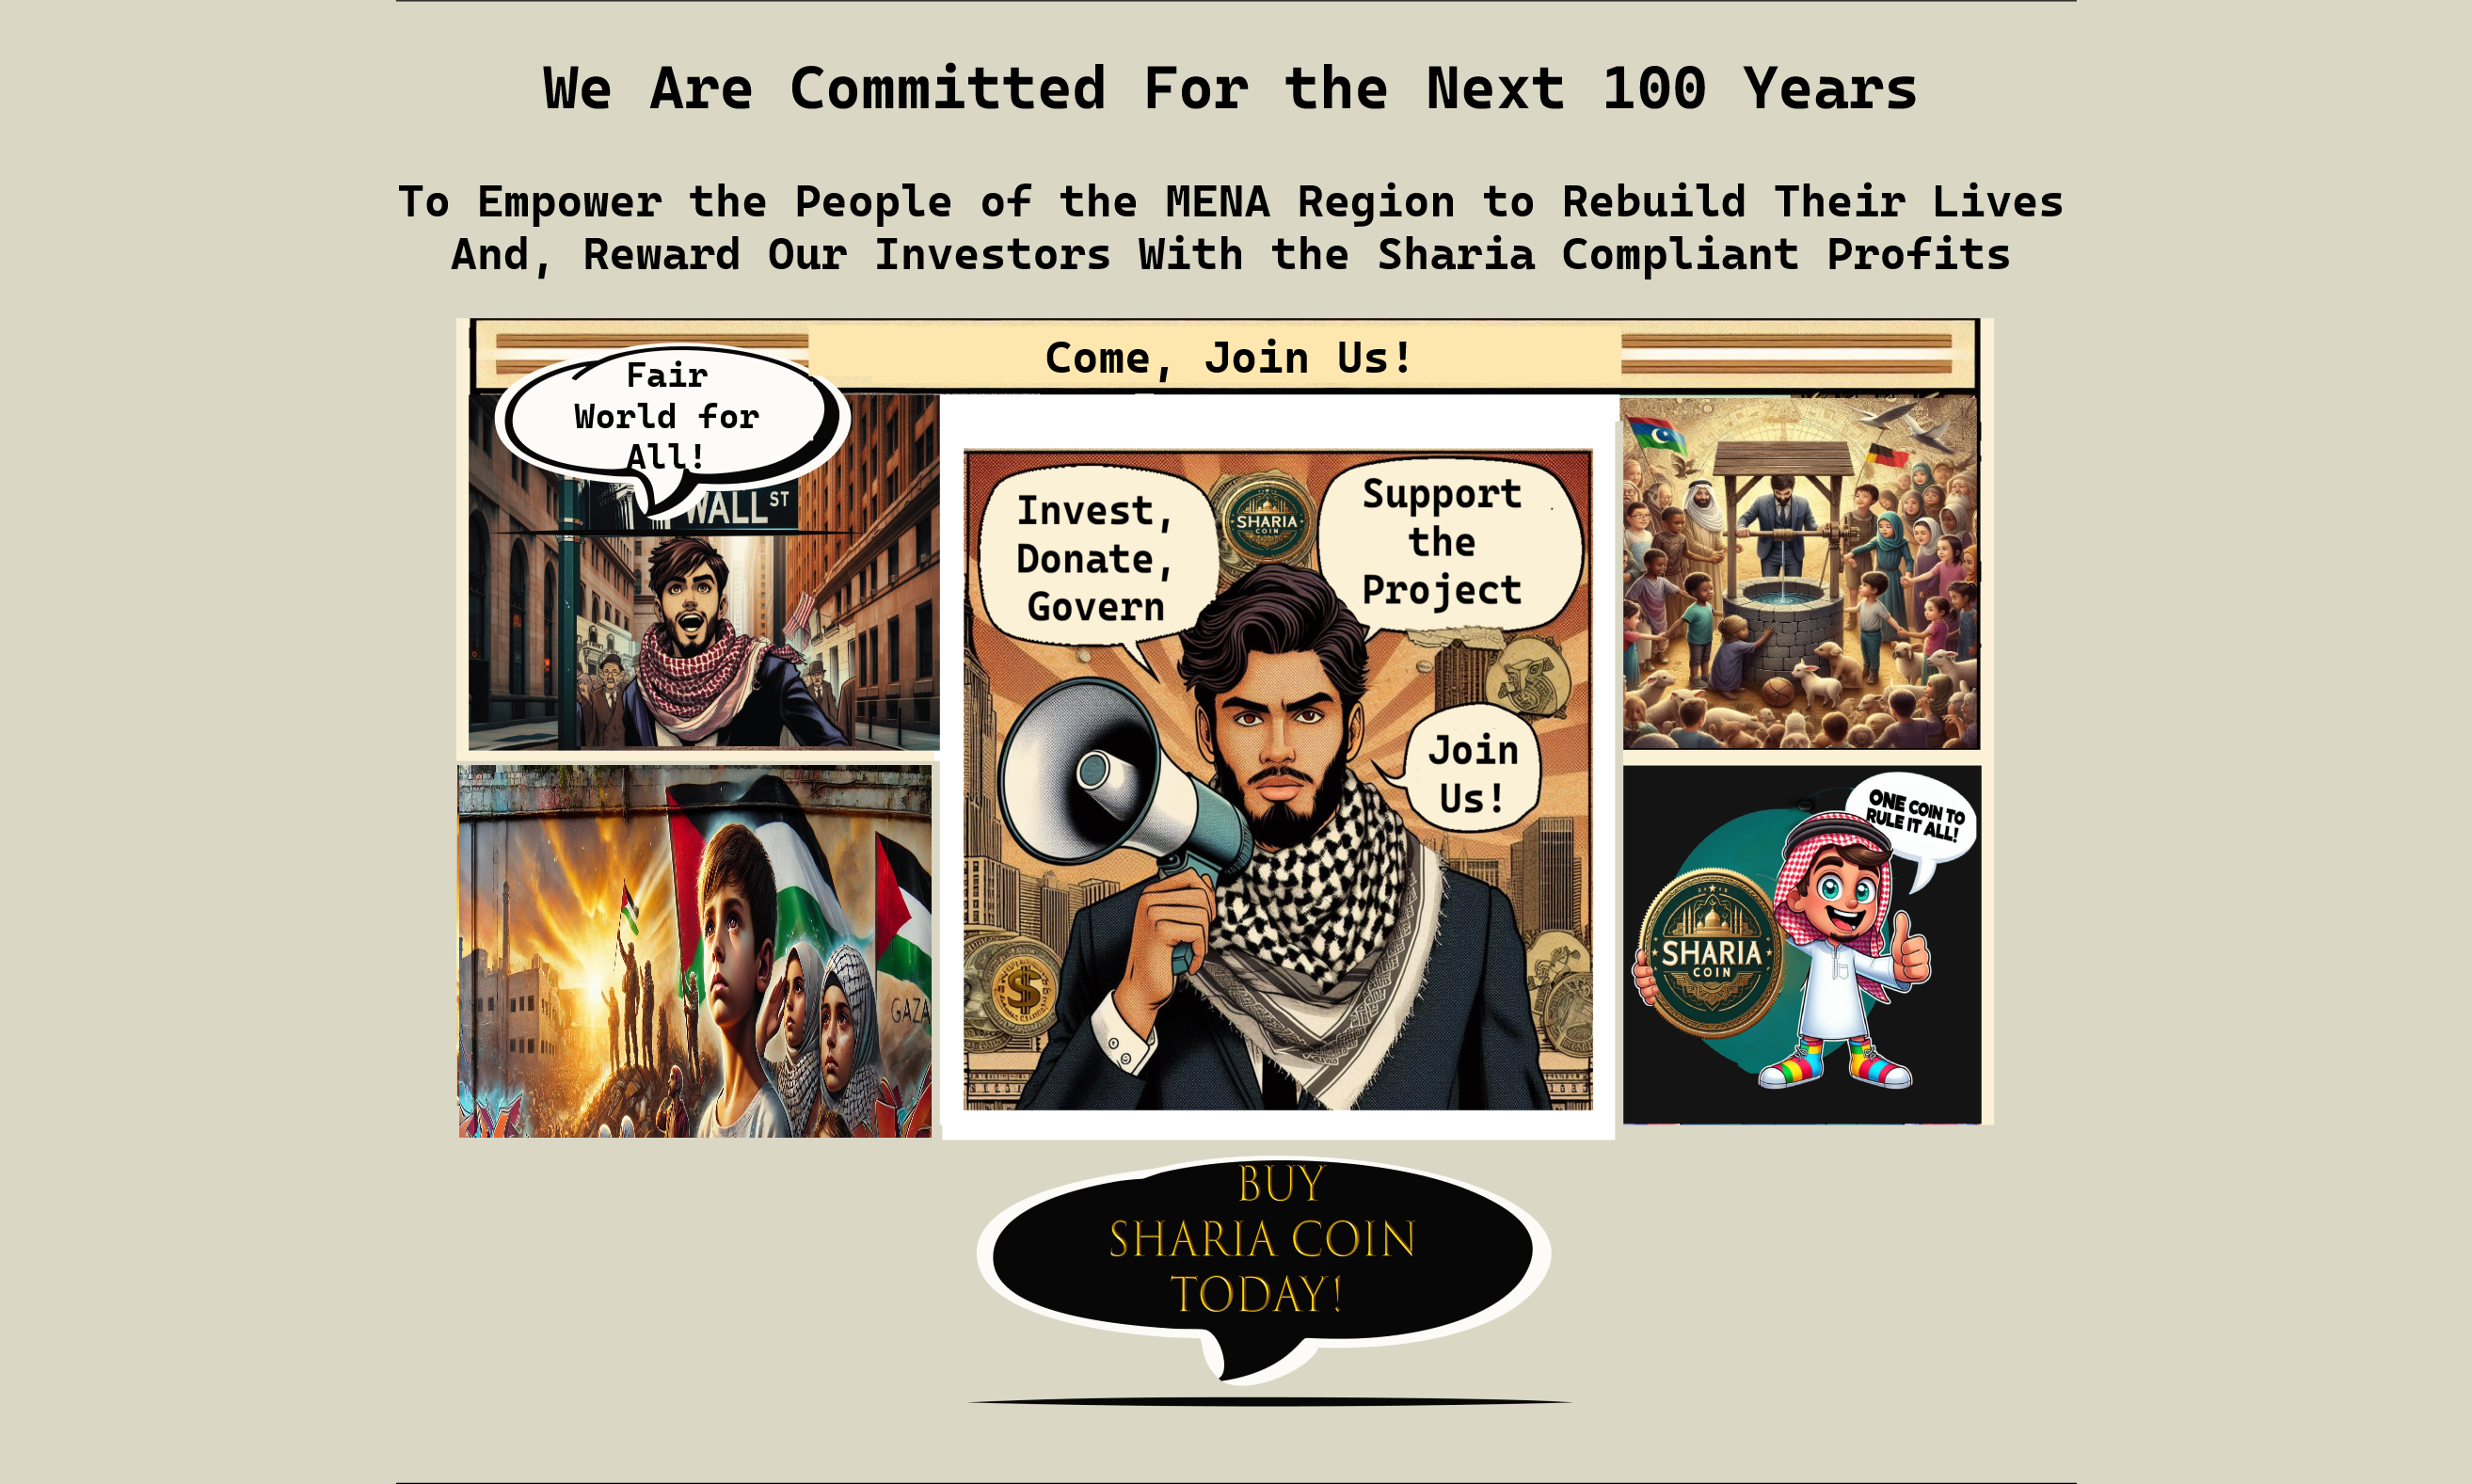 We Are Committed For the Next 100 Years
To Empower the People of the MENA Region to Rebuild Their Lives
And, Reward Our Investors With the Sharia Compliant Profits
Come, Join Us!
Fair
World for
All!
WALL ST
Invest,
Donate,
Govern
SHARIA
COIN
Support
the
Project
Join
Us!
$
GAZA
ONE COIN TO
RULE IT ALL!
SHARIA
COIN
BUY
SHARIA COIN
TODAY!